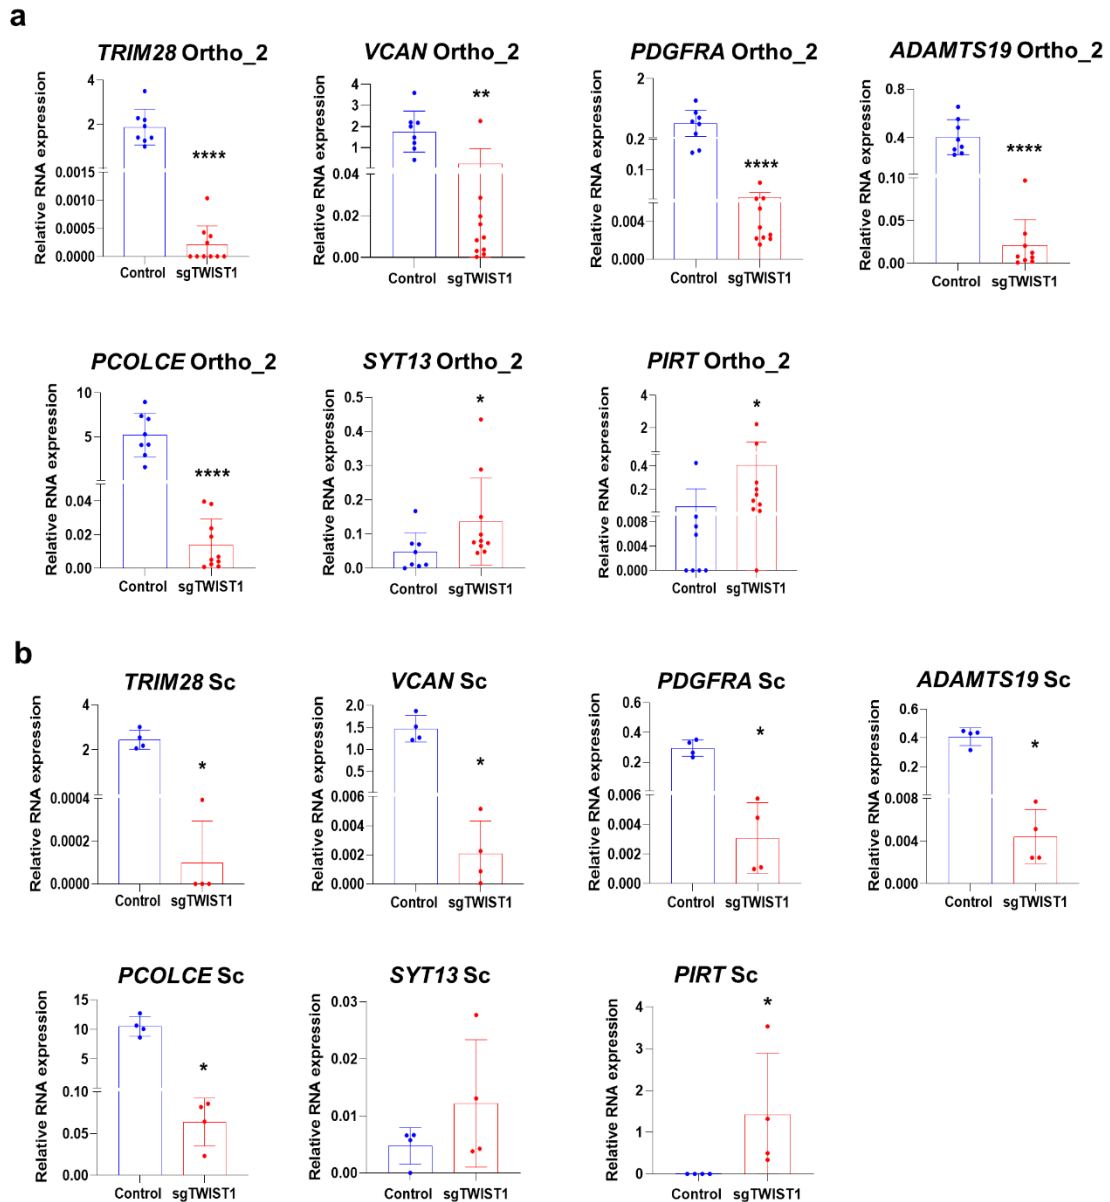 a
TRIM28 Ortho_2
VCAN Ortho_2
PDGFRA Ortho_2
ADAMTS19 Ortho_2
Relative RNA expression
4
2
0.0015
0.0010
0.0005
0.0000
****
Control sgTWIST1
Relative RNA expression
4
3
2
1
0
0.04
0.02
0.00
**
Control sgTWIST1
Relative RNA expression
2
0.2
0.1
0.004
0.000
****
Control sgTWIST1
Relative RNA expression
0.8
0.4
0.10
0.05
0.00
****
Control sgTWIST1
PCOLCE Ortho_2
SYT13 Ortho_2
PIRT Ortho_2
Relative RNA expression
10
5
0.04
0.02
0.00
****
Control sgTWIST1
Relative RNA expression
0.5
0.4
0.3
0.2
0.1
0.0
*
Control sgTWIST1
Relative RNA expression
4
2
0.4
0.2
0.008
0.004
0.000
*
Control sgTWIST1
b
TRIM28 Sc
VCAN Sc
PDGFRA Sc
ADAMTS19 Sc
Relative RNA expression
4
2
0.0004
0.0002
0.0000
*
Control sgTWIST1
Relative RNA expression
2.0
1.5
1.0
0.5
0.006
0.004
0.002
0.000
*
Control sgTWIST1
Relative RNA expression
0.6
0.4
0.2
0.006
0.004
0.002
0.000
*
Control sgTWIST1
Relative RNA expression
0.6
0.4
0.2
0.008
0.004
0.000
*
Control sgTWIST1
PCOLCE Sc
SYT13 Sc
PIRT Sc
Relative RNA expression
15
10
5
0.10
0.05
0.00
*
Control sgTWIST1
Relative RNA expression
0.03
0.02
0.01
0.00
Control sgTWIST1
Relative RNA expression
4
3
2
1
0
*
Control sgTWIST1